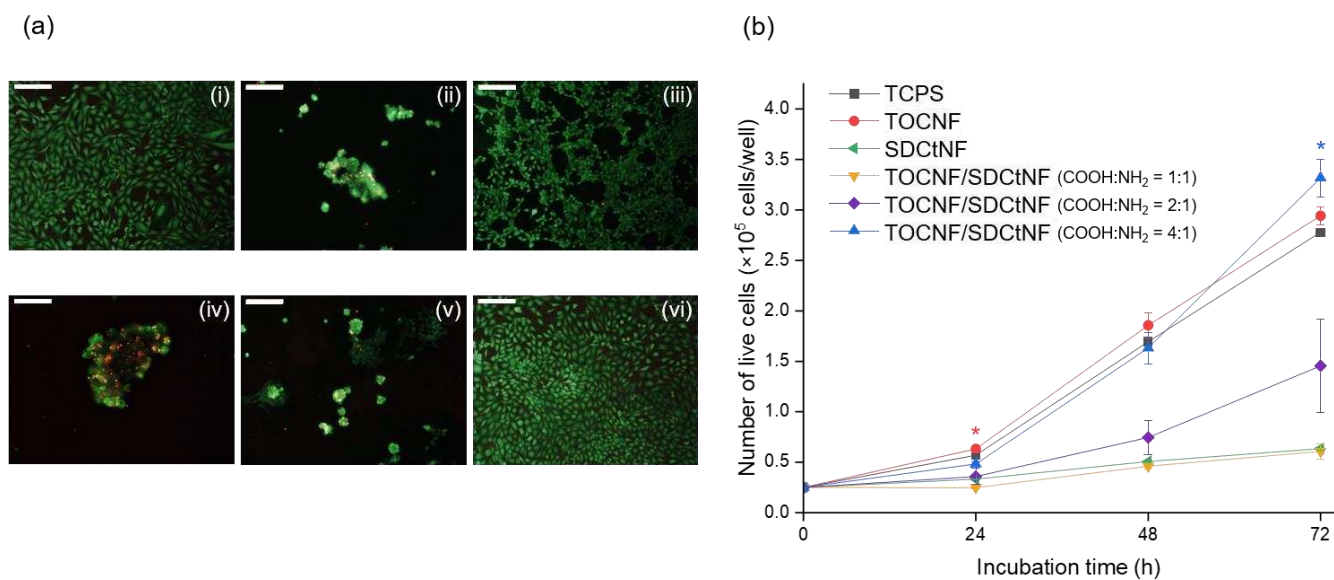 (a)
(i)
(ii)
(iii)
(iv)
(v)
(vi)
(b)
TCPS
TOCNF
SDCtNF
TOCNF/SDCtNF (COOH:NH₂ = 1:1)
TOCNF/SDCtNF (COOH:NH₂ = 2:1)
TOCNF/SDCtNF (COOH:NH₂ = 4:1)
*
*
Number of live cells (×10⁵ cells/well)
4.0
3.5
3.0
2.5
2.0
1.5
1.0
0.5
0.0
0 24 48 72
Incubation time (h)